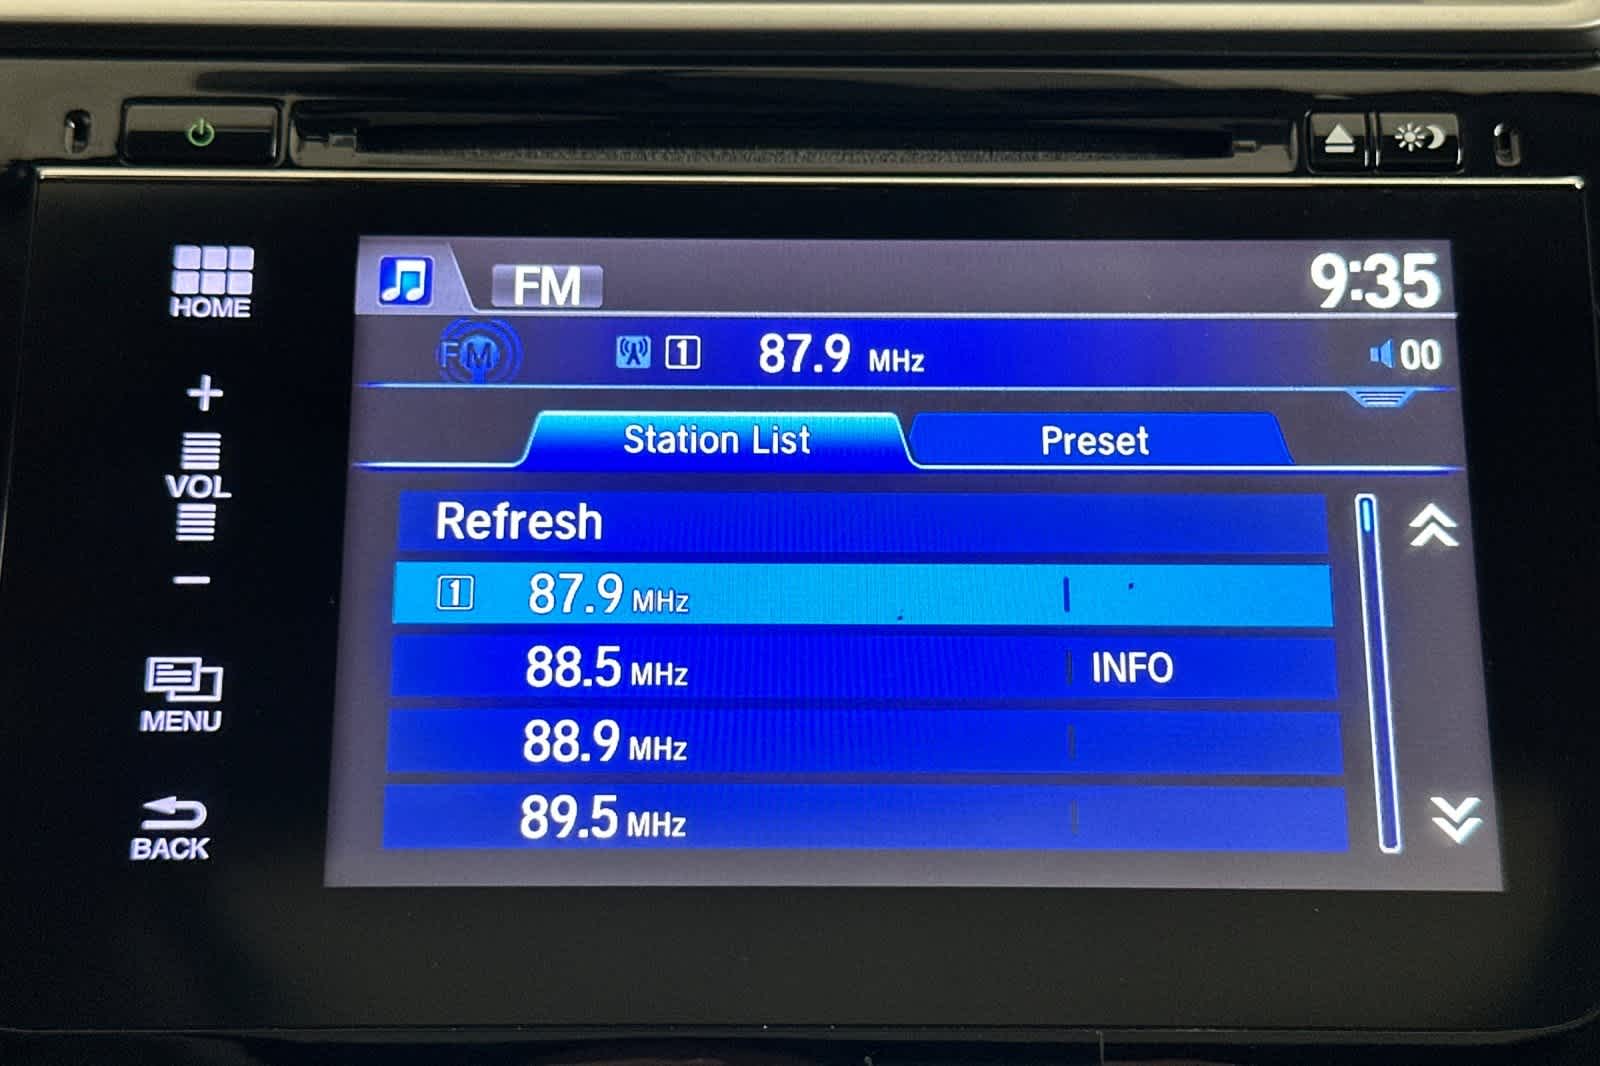 FM
9:35
FM
1
87.9 MHz
00
Station List
Preset
Refresh
1 87.9 MHz
88.5 MHz INFO
88.9 MHz
89.5 MHz
HOME
+
VOL
−
MENU
BACK